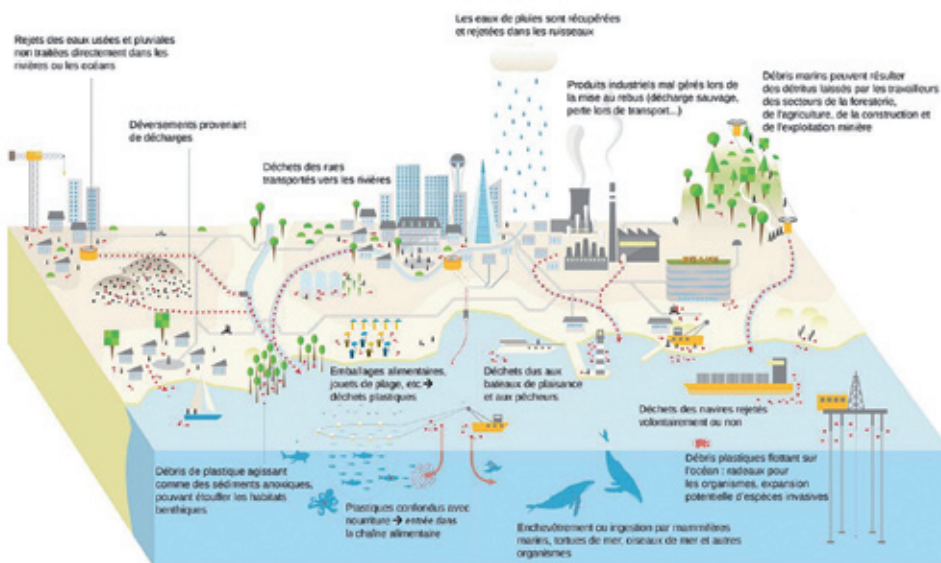 Les eaux de pluies sont récupérées
et rejetées dans les ruisseaux
Rejets des eaux usées et pluviales
non traitées directement dans les
rivières ou les océans
Produits industriels mal gérés lors de
la mise au rebus (décharge sauvage,
perte lors de transport...)
Débris marins peuvent résulter
des détritus laissés par les travailleurs
des secteurs de la foresterie,
de l'agriculture, de la construction et
de l'exploitation minière
Déversements provenant
de décharges
Déchets des rues
transportés vers les rivières
Emballages alimentaires,
jouets de plage, etc.➔
déchets plastiques
Déchets dus aux
bateaux de plaisance
et aux pêcheurs
Déchets des navires rejetés
volontairement ou non
Débris de plastique agissant
comme des sédiments anoxiques,
pouvant étouffer les habitats
benthiques
Plastiques confondus avec
nourriture ➔ entrée dans
la chaîne alimentaire
Débris plastiques flottant sur
l'océan : radeaux pour
les organismes, expansion
potentielle d'espèces invasives
Enchevêtrement ou ingestion par mammifères
marins, tortues de mer, oiseaux de mer et autres
organismes